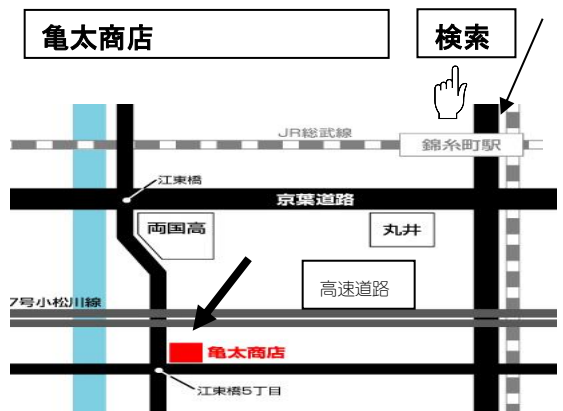 亀太商店
検索
JR総武線
錦糸町駅
江東橋
京葉道路
両国高
丸井
高速道路
7号小松川線
亀太商店
江東橋5丁目